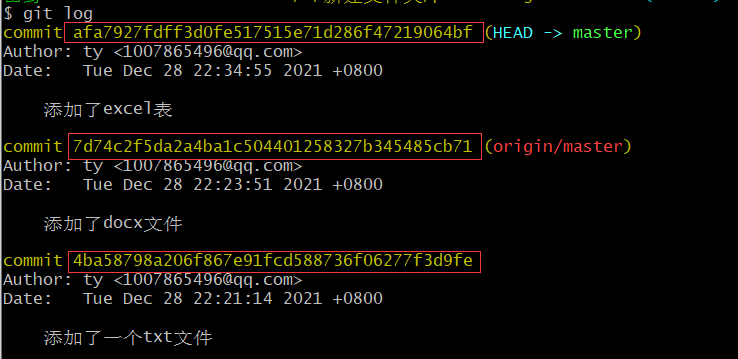 $ git log
commit afa7927fdff3d0fe517515e71d286f47219064bf (HEAD -> master)
Author: ty <1007865496@qq.com>
Date:   Tue Dec 28 22:34:55 2021 +0800
添加了excel表
commit 7d74c2f5da2a4ba1c504401258327b345485cb71 (origin/master)
Author: ty <1007865496@qq.com>
Date:   Tue Dec 28 22:23:51 2021 +0800
添加了docx文件
commit 4ba58798a206f867e91fcd588736f06277f3d9fe
Author: ty <1007865496@qq.com>
Date:   Tue Dec 28 22:21:14 2021 +0800
添加了一个txt文件